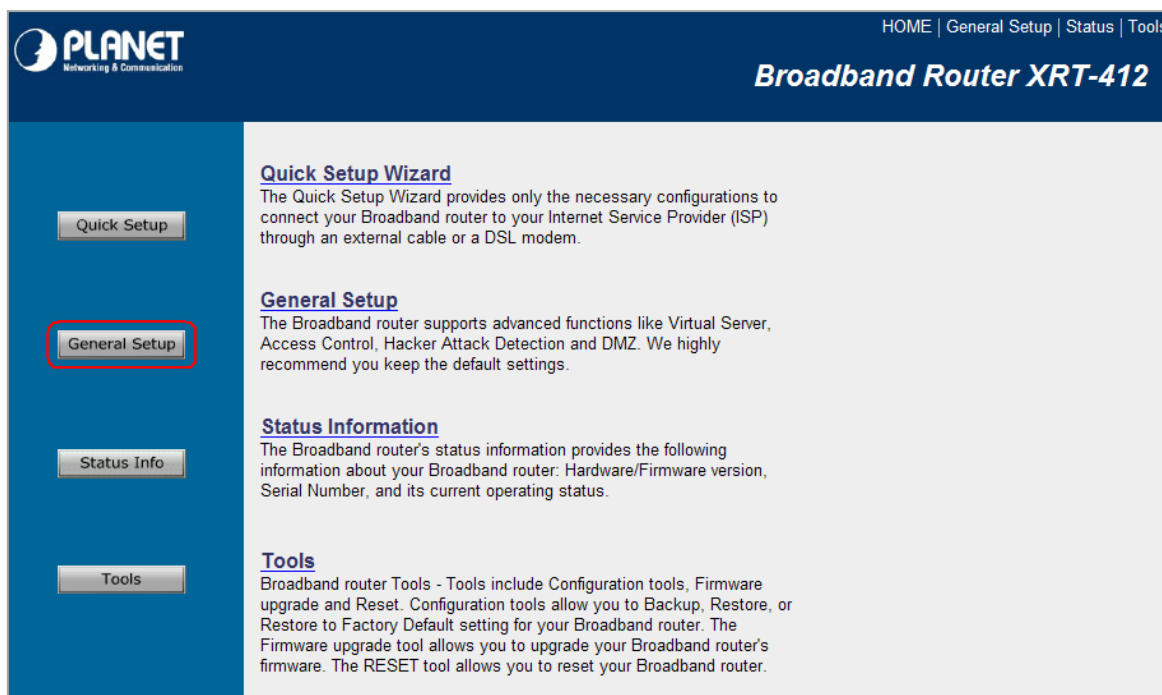 PLANET
Networking & Communication
HOME | General Setup | Status | Tools
Broadband Router XRT-412
Quick Setup
General Setup
Status Info
Tools
Quick Setup Wizard
The Quick Setup Wizard provides only the necessary configurations to
connect your Broadband router to your Internet Service Provider (ISP)
through an external cable or a DSL modem.
General Setup
The Broadband router supports advanced functions like Virtual Server,
Access Control, Hacker Attack Detection and DMZ. We highly
recommend you keep the default settings.
Status Information
The Broadband router's status information provides the following
information about your Broadband router: Hardware/Firmware version,
Serial Number, and its current operating status.
Tools
Broadband router Tools - Tools include Configuration tools, Firmware
upgrade and Reset. Configuration tools allow you to Backup, Restore, or
Restore to Factory Default setting for your Broadband router. The
Firmware upgrade tool allows you to upgrade your Broadband router's
firmware. The RESET tool allows you to reset your Broadband router.